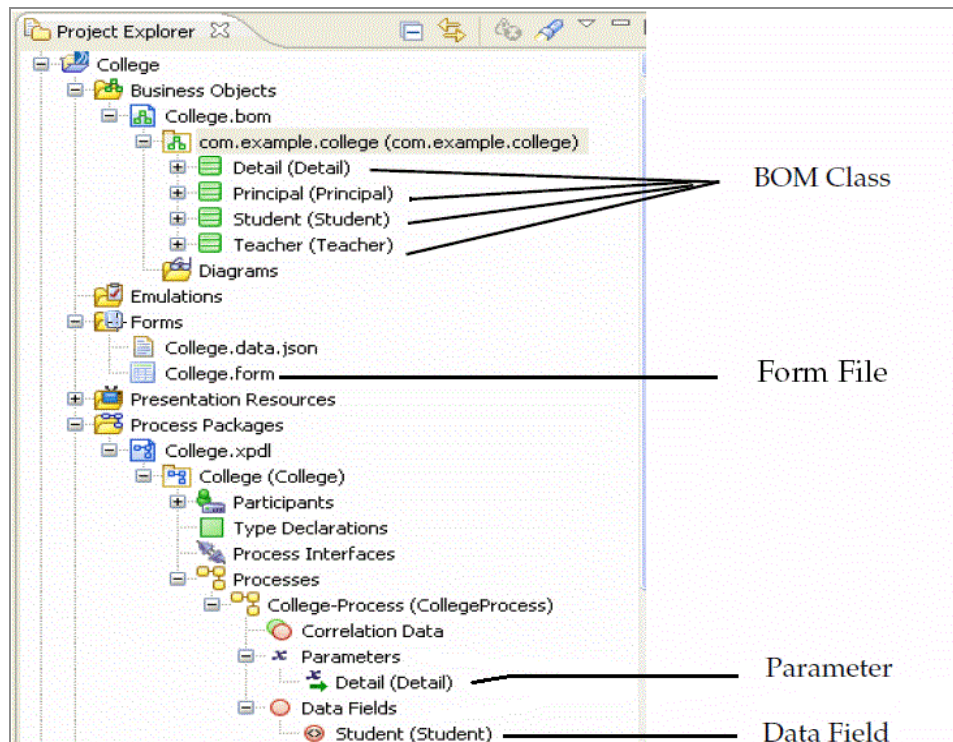 Project Explorer
College
Business Objects
College.bom
com.example.college (com.example.college)
Detail (Detail)
Principal (Principal)
BOM Class
Student (Student)
Teacher (Teacher)
Diagrams
Emulations
Forms
College.data.json
College.form
Form File
Presentation Resources
Process Packages
College.xpdl
College (College)
Participants
Type Declarations
Process Interfaces
Processes
College-Process (CollegeProcess)
Correlation Data
Parameters
Detail (Detail)
Parameter
Data Fields
Student (Student)
Data Field